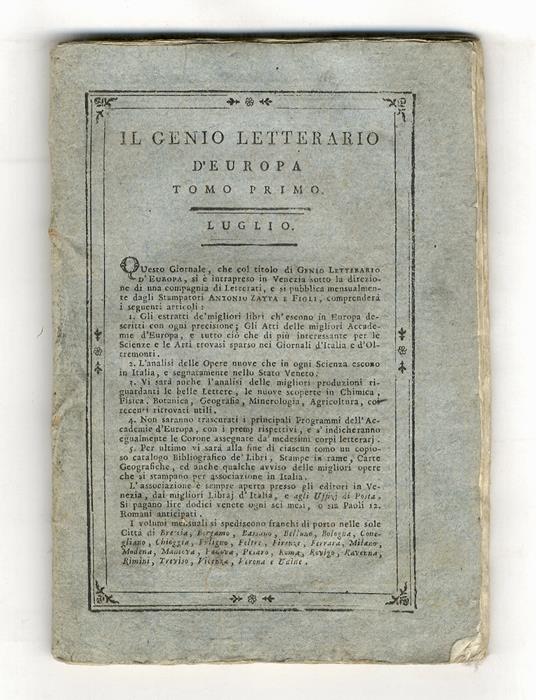 IL GENIO LETTERARIO
D'EUROPA
TOMO PRIMO.
LUGLIO.
QUesto Giornale, che col titolo di GENIO LETTERARIO
D'EUROPA, si è intrapreso in Venezia sotto la direzio-
ne di una compagnia di Letterati, e si pubblica mensualmen-
te dagli Stampatori ANTONIO ZATTA E FIGLI, comprenderà
i seguenti articoli:
1. Gli estratti de' migliori libri ch'escono in Europa de-
scritti con ogni precisione; Gli Atti delle migliori Accade-
mie d'Europa, e tutto ciò che di più interessante per le
Scienze e le Arti trovasi sparso nei Giornali d'Italia e d'Ol-
tremonti.
2. L'analisi delle Opere nuove che in ogni Scienza escono
in Italia, e segnatamente nello Stato Veneto.
3. Vi sarà anche l'analisi delle migliori produzioni ri-
guardanti le belle Lettere, le nuove scoperte in Chimica,
Fisica, Botanica, Geografia, Minerologia, Agricoltura, coi
recenti ritrovati utili.
4. Non saranno trascurati i principali Programmi dell'Ac-
cademie d'Europa, con i premj rispettivi, e s' indicheranno
egualmente le Corone assegnate da' medesimi corpi letterarj.
5. Per ultimo vi sarà alla fine di ciascun tomo un copio-
so catalogo Bibliografico de' Libri, Stampe in rame, Carte
Geografiche, ed anche qualche avviso delle migliori opere
che si stampano per associazione in Italia.
L'associazione è sempre aperta presso gli editori in Ve-
nezia, dai migliori Libraj d'Italia, e agli Uffizj di Posta.
Si pagano lire dodici venete ogni sei mesi, o sia Paoli 12.
Romani anticipati.
I volumi mensuali si spediscono franchi di porto nelle sole
Città di Brescia, Bergamo, Bassano, Belluno, Bologna, Cone-
gliano, Chioggia, Foligno, Feltre, Firenze, Ferrara, Milano,
Modena, Mantova, Padova, Pesaro, Roma, Rovigo, Ravenna,
Rimini, Treviso, Vicenza, Verona e Udine.